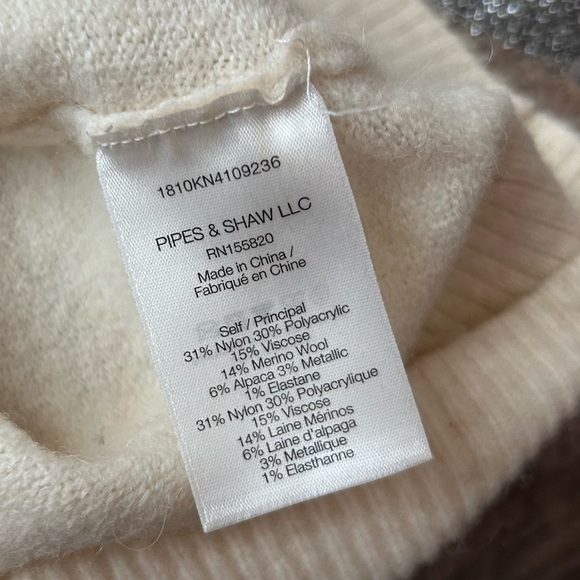 1810KN4109236
PIPES & SHAW LLC
RN155820
Made in China /
Fabriqué en Chine
Self / Principal
31% Nylon 30% Polyacrylic
15% Viscose
14% Merino Wool
6% Alpaca 3% Metallic
1% Elastane
31% Nylon 30% Polyacrylique
15% Viscose
14% Laine Mérinos
6% Laine d'alpaga
3% Metallique
1% Elasthanne